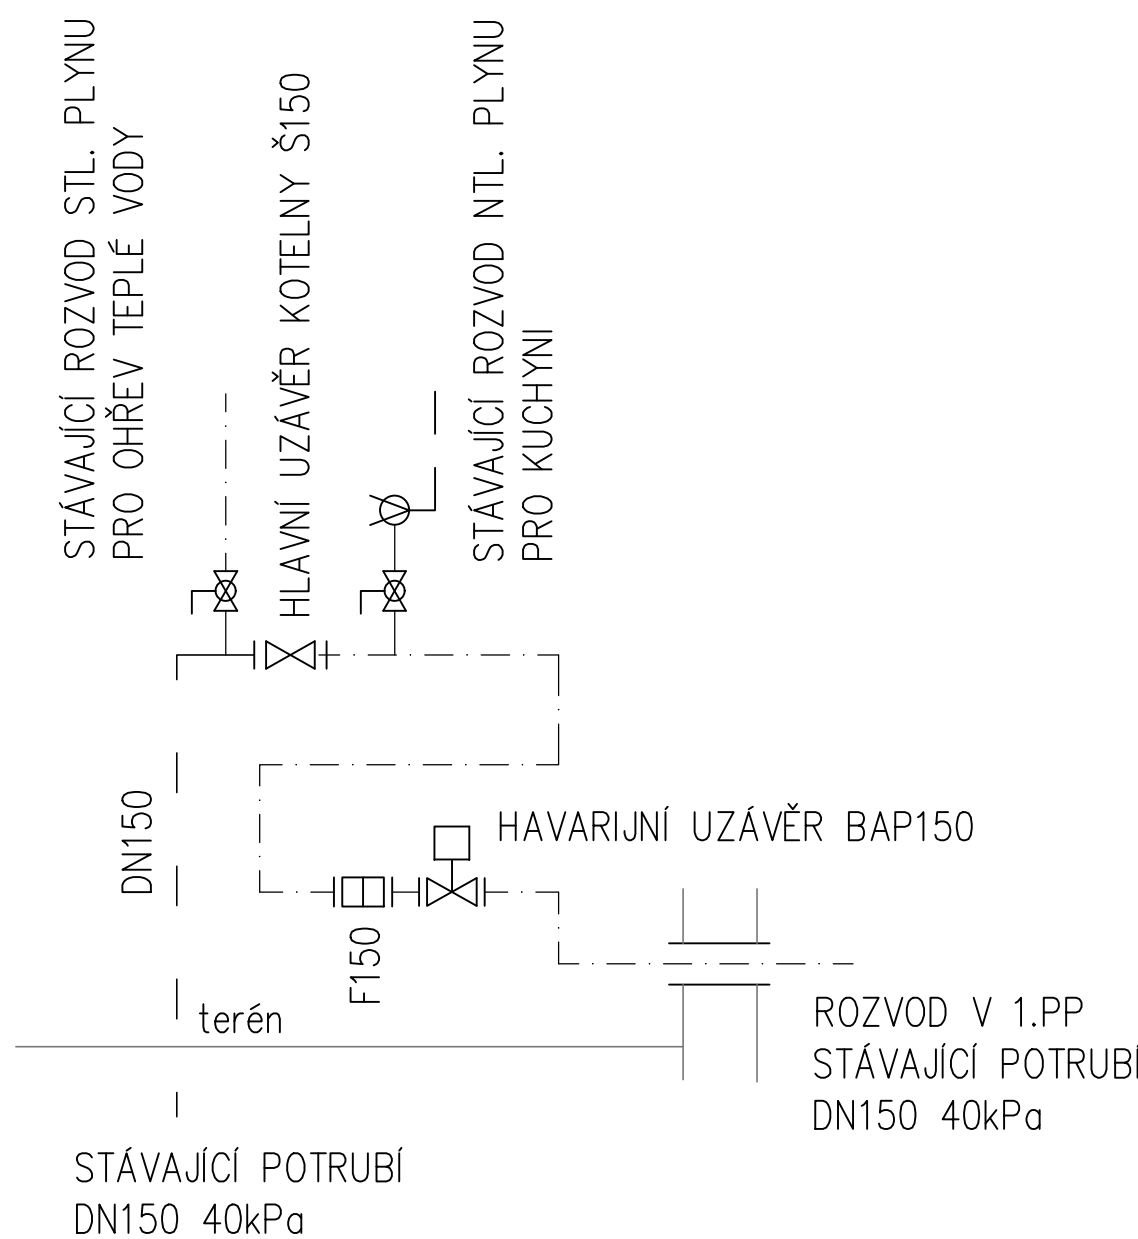 STÁVAJÍCÍ ROZVOD STL. PLYNU
PRO OHŘEV TEPLÉ VODY
HLAVNÍ UZÁVĚR KOTELNY Š150
STÁVAJÍCÍ ROZVOD NTL. PLYNU
PRO KUCHYNI
DN150
HAVARIJNÍ UZÁVĚR BAP150
F150
terén
ROZVOD V 1.PP
STÁVAJÍCÍ POTRUBÍ
DN150 40kPa
STÁVAJÍCÍ POTRUBÍ
DN150 40kPa